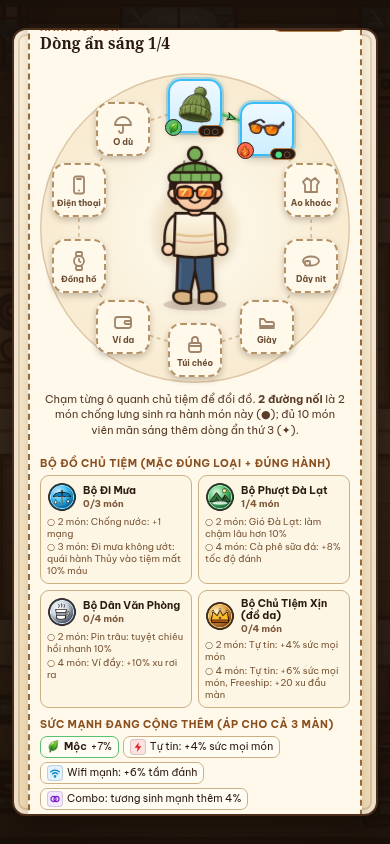 Dòng ẩn sáng 1/4
Ô dù
Điện thoại
Áo khoác
Đồng hồ
Dây nịt
Ví da
Giày
Túi chéo
Chạm từng ô quanh chủ tiệm để đổi đồ. 2 đường nối là 2
món chống lưng sinh ra hành món này (●); đủ 10 món
viên mãn sáng thêm dòng ẩn thứ 3 (✦).
BỘ ĐỒ CHỦ TIỆM (MẶC ĐÚNG LOẠI + ĐÚNG HÀNH)
Bộ Đi Mưa
0/3 món
○ 2 món: Chống nước: +1
mạng
○ 3 món: Đi mưa không ướt:
quái hành Thủy vào tiệm mất
10% máu
Bộ Phượt Đà Lạt
1/4 món
○ 2 món: Gió Đà Lạt: làm
chậm lâu hơn 10%
○ 4 món: Cà phê sữa đá: +8%
tốc độ đánh
Bộ Dân Văn Phòng
0/4 món
○ 2 món: Pin trâu: tuyệt chiêu
hồi nhanh 10%
○ 4 món: Ví đầy: +10% xu rơi
ra
Bộ Chủ Tiệm Xịn
(đồ da)
0/4 món
○ 2 món: Tự tin: +4% sức mọi
món
○ 4 món: Tự tin: +6% sức mọi
món, Freeship: +20 xu đầu
màn
SỨC MẠNH ĐANG CỘNG THÊM (ÁP CHO CẢ 3 MÀN)
Mộc +7%
Tự tin: +4% sức mọi món
Wifi mạnh: +6% tầm đánh
Combo: tương sinh mạnh thêm 4%